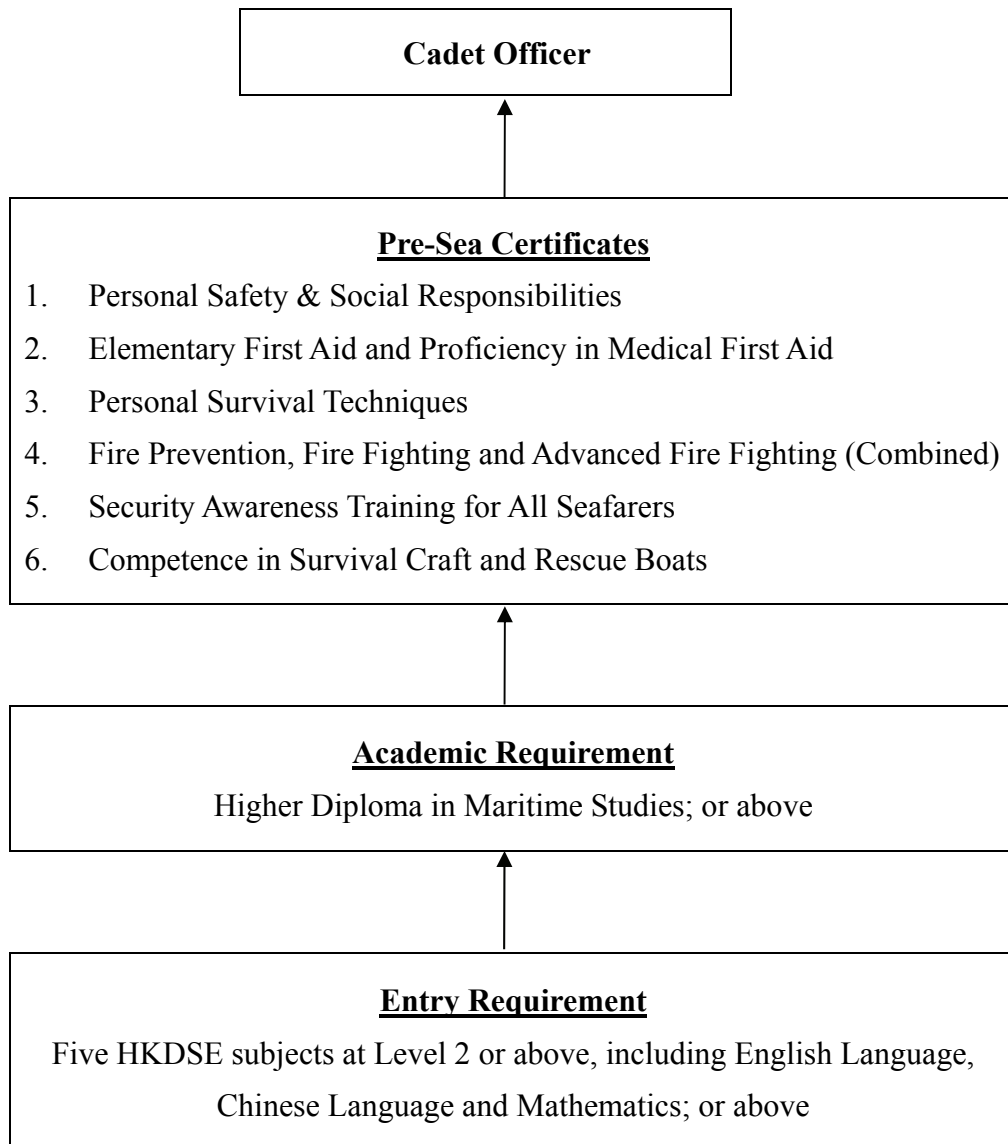 Cadet Officer
Pre-Sea Certificates
1. Personal Safety & Social Responsibilities
2. Elementary First Aid and Proficiency in Medical First Aid
3. Personal Survival Techniques
4. Fire Prevention, Fire Fighting and Advanced Fire Fighting (Combined)
5. Security Awareness Training for All Seafarers
6. Competence in Survival Craft and Rescue Boats
Academic Requirement
Higher Diploma in Maritime Studies; or above
Entry Requirement
Five HKDSE subjects at Level 2 or above, including English Language,
Chinese Language and Mathematics; or above